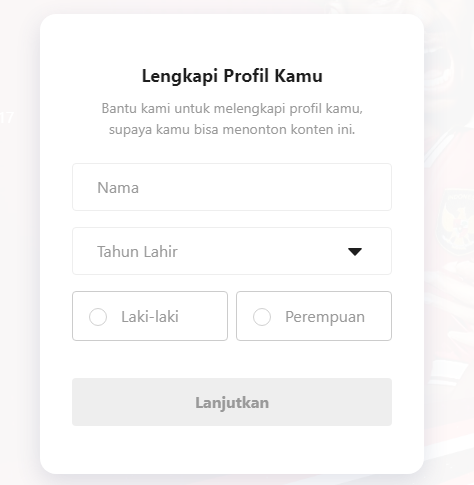 Lengkapi Profil Kamu
Bantu kami untuk melengkapi profil kamu,
supaya kamu bisa menonton konten ini.
17
Nama
Tahun Lahir
Laki-laki
Perempuan
Lanjutkan